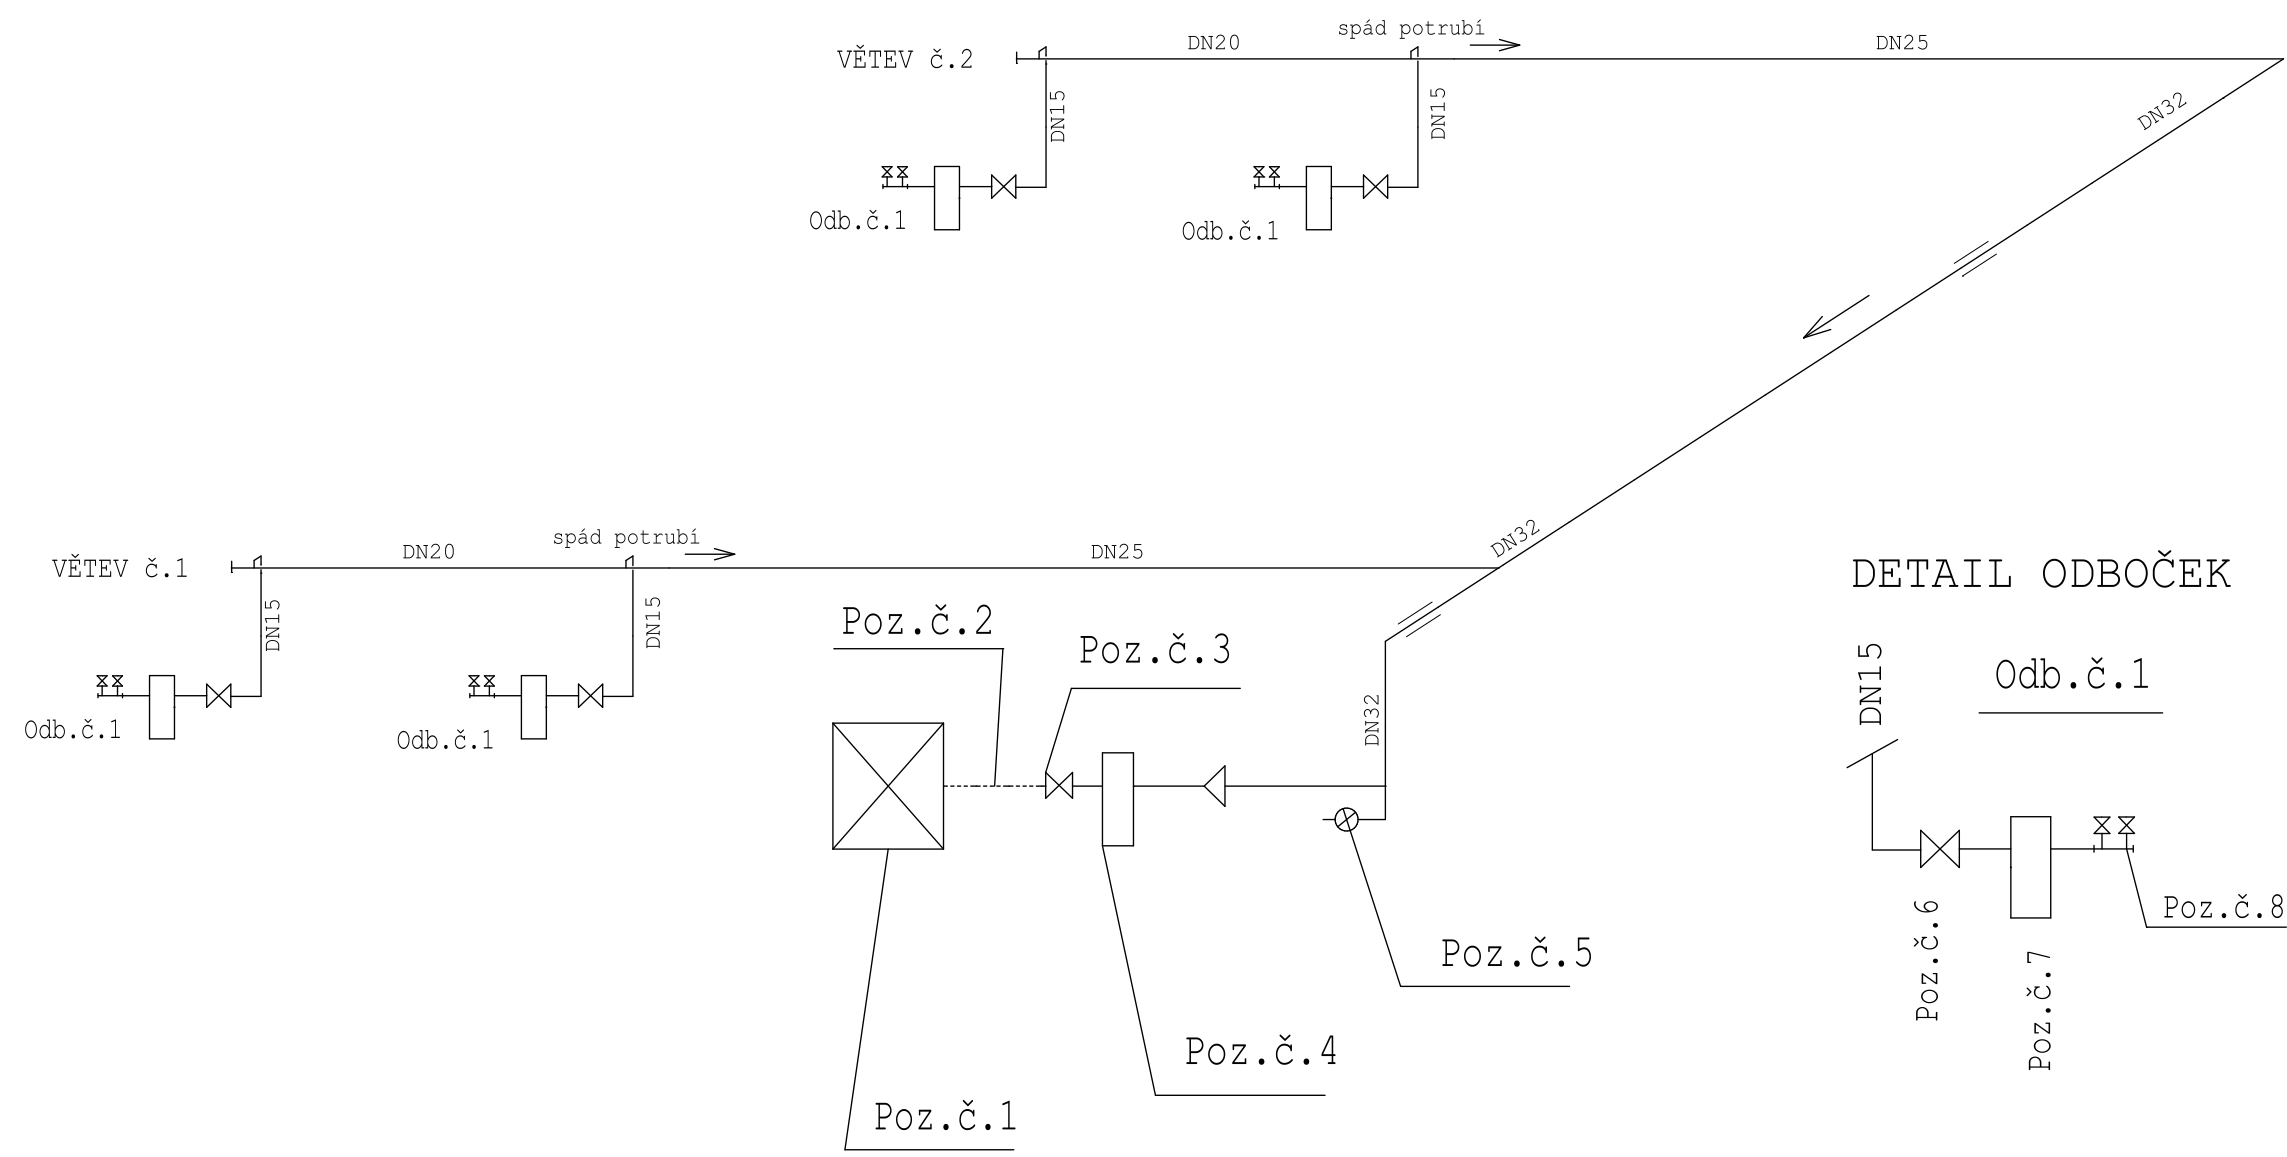 spád potrubí
VĚTEV č.2
DN20
DN25
DN15
DN15
DN32
Odb.č.1
Odb.č.1
spád potrubí
VĚTEV č.1
DN20
DN25
DN32
DN15
DN15
Odb.č.1
Odb.č.1
Poz.č.2
Poz.č.3
DN32
Poz.č.5
Poz.č.4
Poz.č.1
DETAIL ODBOČEK
DN15
Odb.č.1
Poz.č.6
Poz.č.7
Poz.č.8